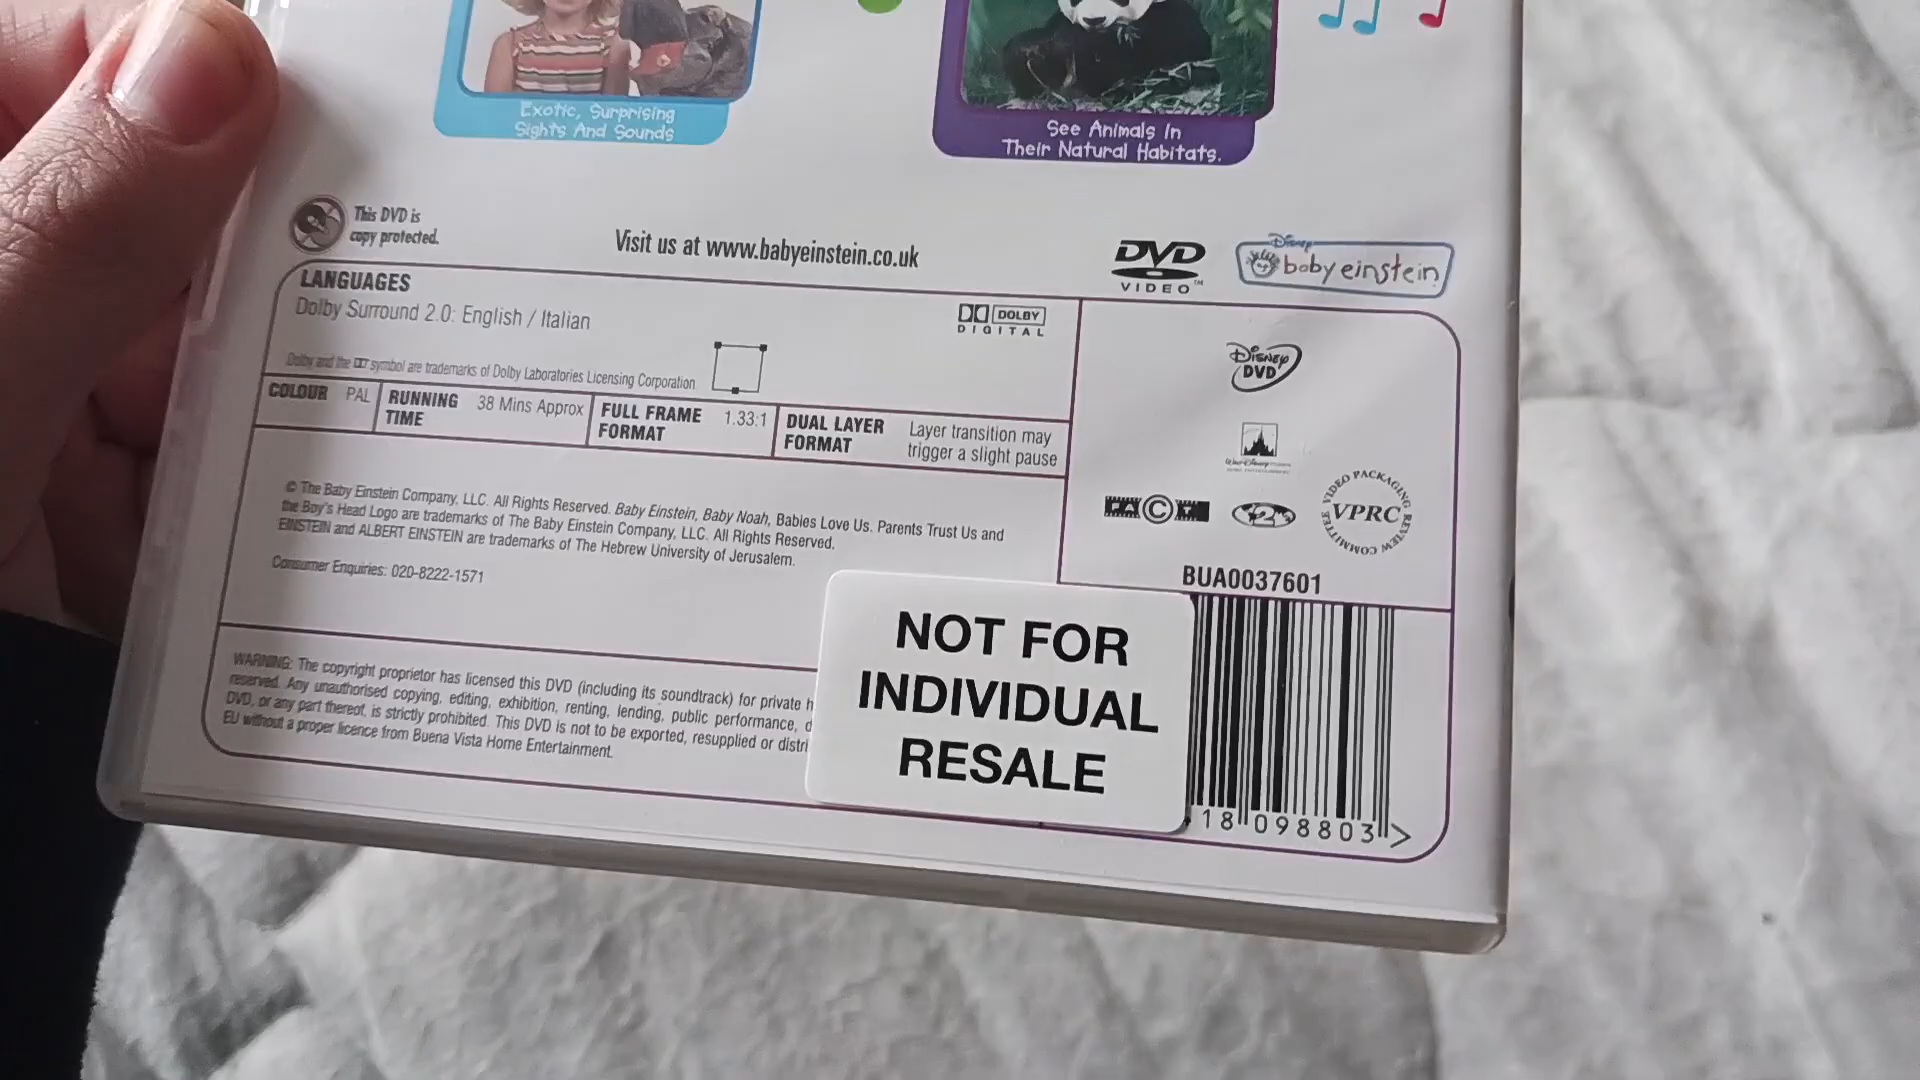 Exotic, Surprising
Sights And Sounds
See Animals In
Their Natural Habitats.
This DVD is
copy protected.
Visit us at www.babyeinstein.co.uk
DVD
VIDEO™
Disney
baby einstein
LANGUAGES
Dolby Surround 2.0: English / Italian
DOLBY
DIGITAL
Dolby and the symbol are trademarks of Dolby Laboratories Licensing Corporation
COLOUR PAL
RUNNING TIME 38 Mins Approx
FULL FRAME FORMAT 1.33:1
DUAL LAYER FORMAT Layer transition may
trigger a slight pause
Disney
DVD
Walt Disney
FACT
2
VIDEO PACKAGING REVIEW COMMITTEE
VPRC
© The Baby Einstein Company, LLC. All Rights Reserved. Baby Einstein, Baby Noah, Babies Love Us. Parents Trust Us and
the Boy's Head Logo are trademarks of The Baby Einstein Company, LLC. All Rights Reserved.
EINSTEIN and ALBERT EINSTEIN are trademarks of The Hebrew University of Jerusalem.
Consumer Enquiries: 020-8222-1571
BUA0037601
WARNING: The copyright proprietor has licensed this DVD (including its soundtrack) for private h
reserved. Any unauthorised copying, editing, exhibition, renting, lending, public performance, d
DVD, or any part thereof, is strictly prohibited. This DVD is not to be exported, resupplied or distri
EU without a proper licence from Buena Vista Home Entertainment.
NOT FOR
INDIVIDUAL
RESALE
18 098803 >